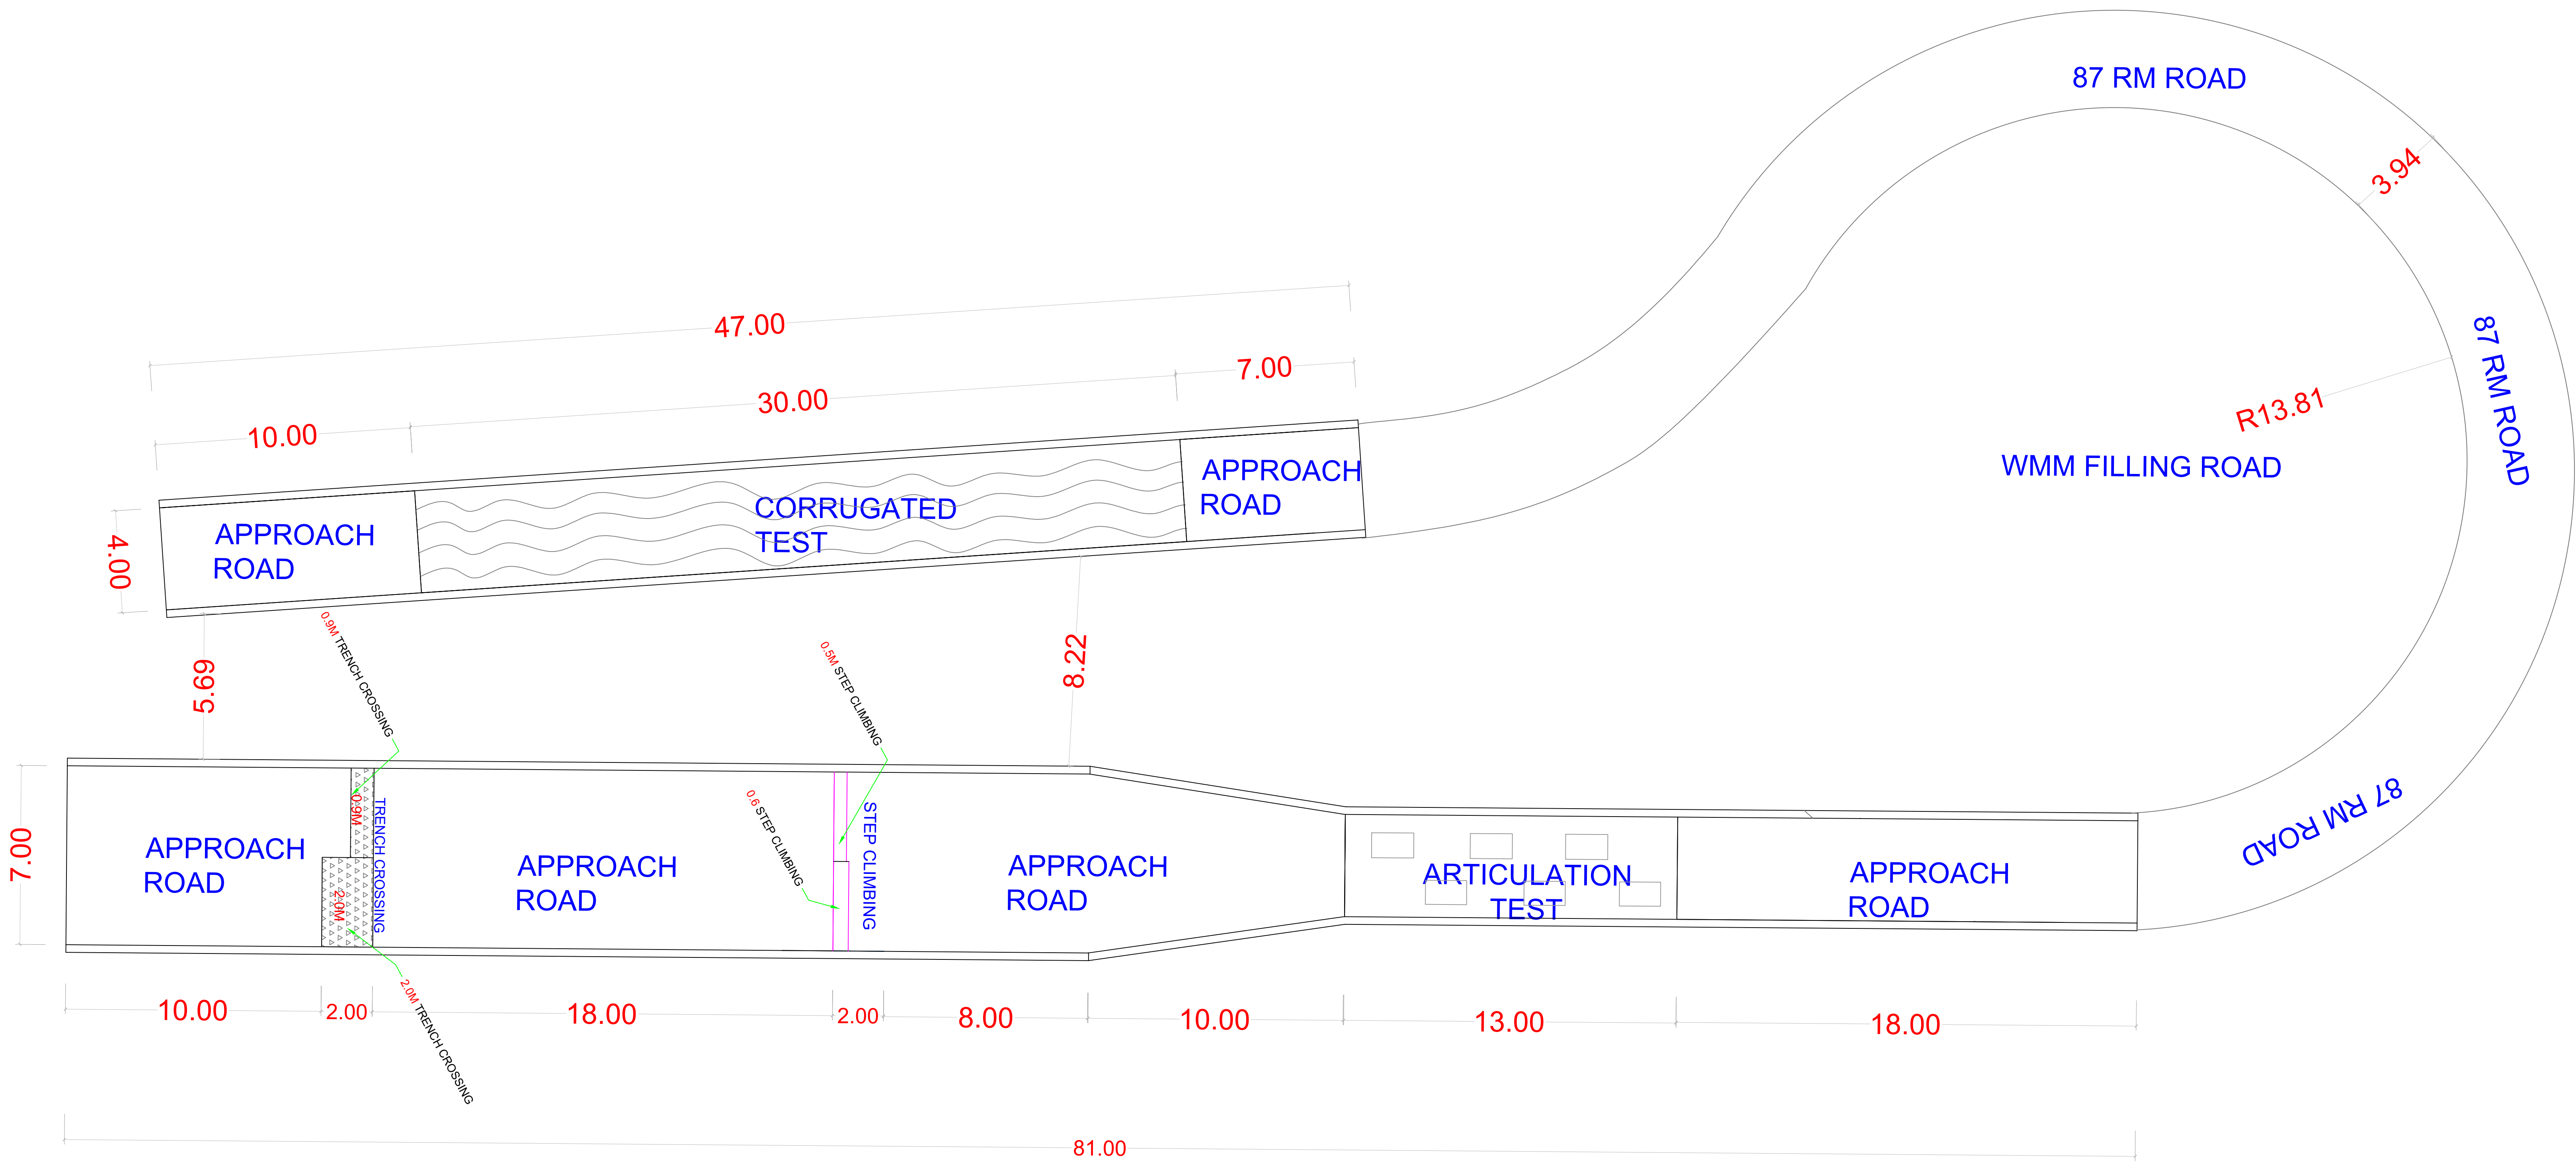 87 RM ROAD
3.94
47.00
7.00
30.00
10.00
87 RM ROAD
R13.81
WMM FILLING ROAD
APPROACH
ROAD
CORRUGATED
TEST
APPROACH
ROAD
4.00
0.9M TRENCH CROSSING
0.5M STEP CLIMBING
5.69
8.22
87 RM ROAD
0.9M
TRENCH CROSSING
0.6 STEP CLIMBING
STEP CLIMBING
7.00
APPROACH
ROAD
2.0M
APPROACH
ROAD
APPROACH
ROAD
ARTICULATION
TEST
APPROACH
ROAD
10.00
2.00
18.00
2.00
8.00
10.00
13.00
18.00
2.0M TRENCH CROSSING
81.00